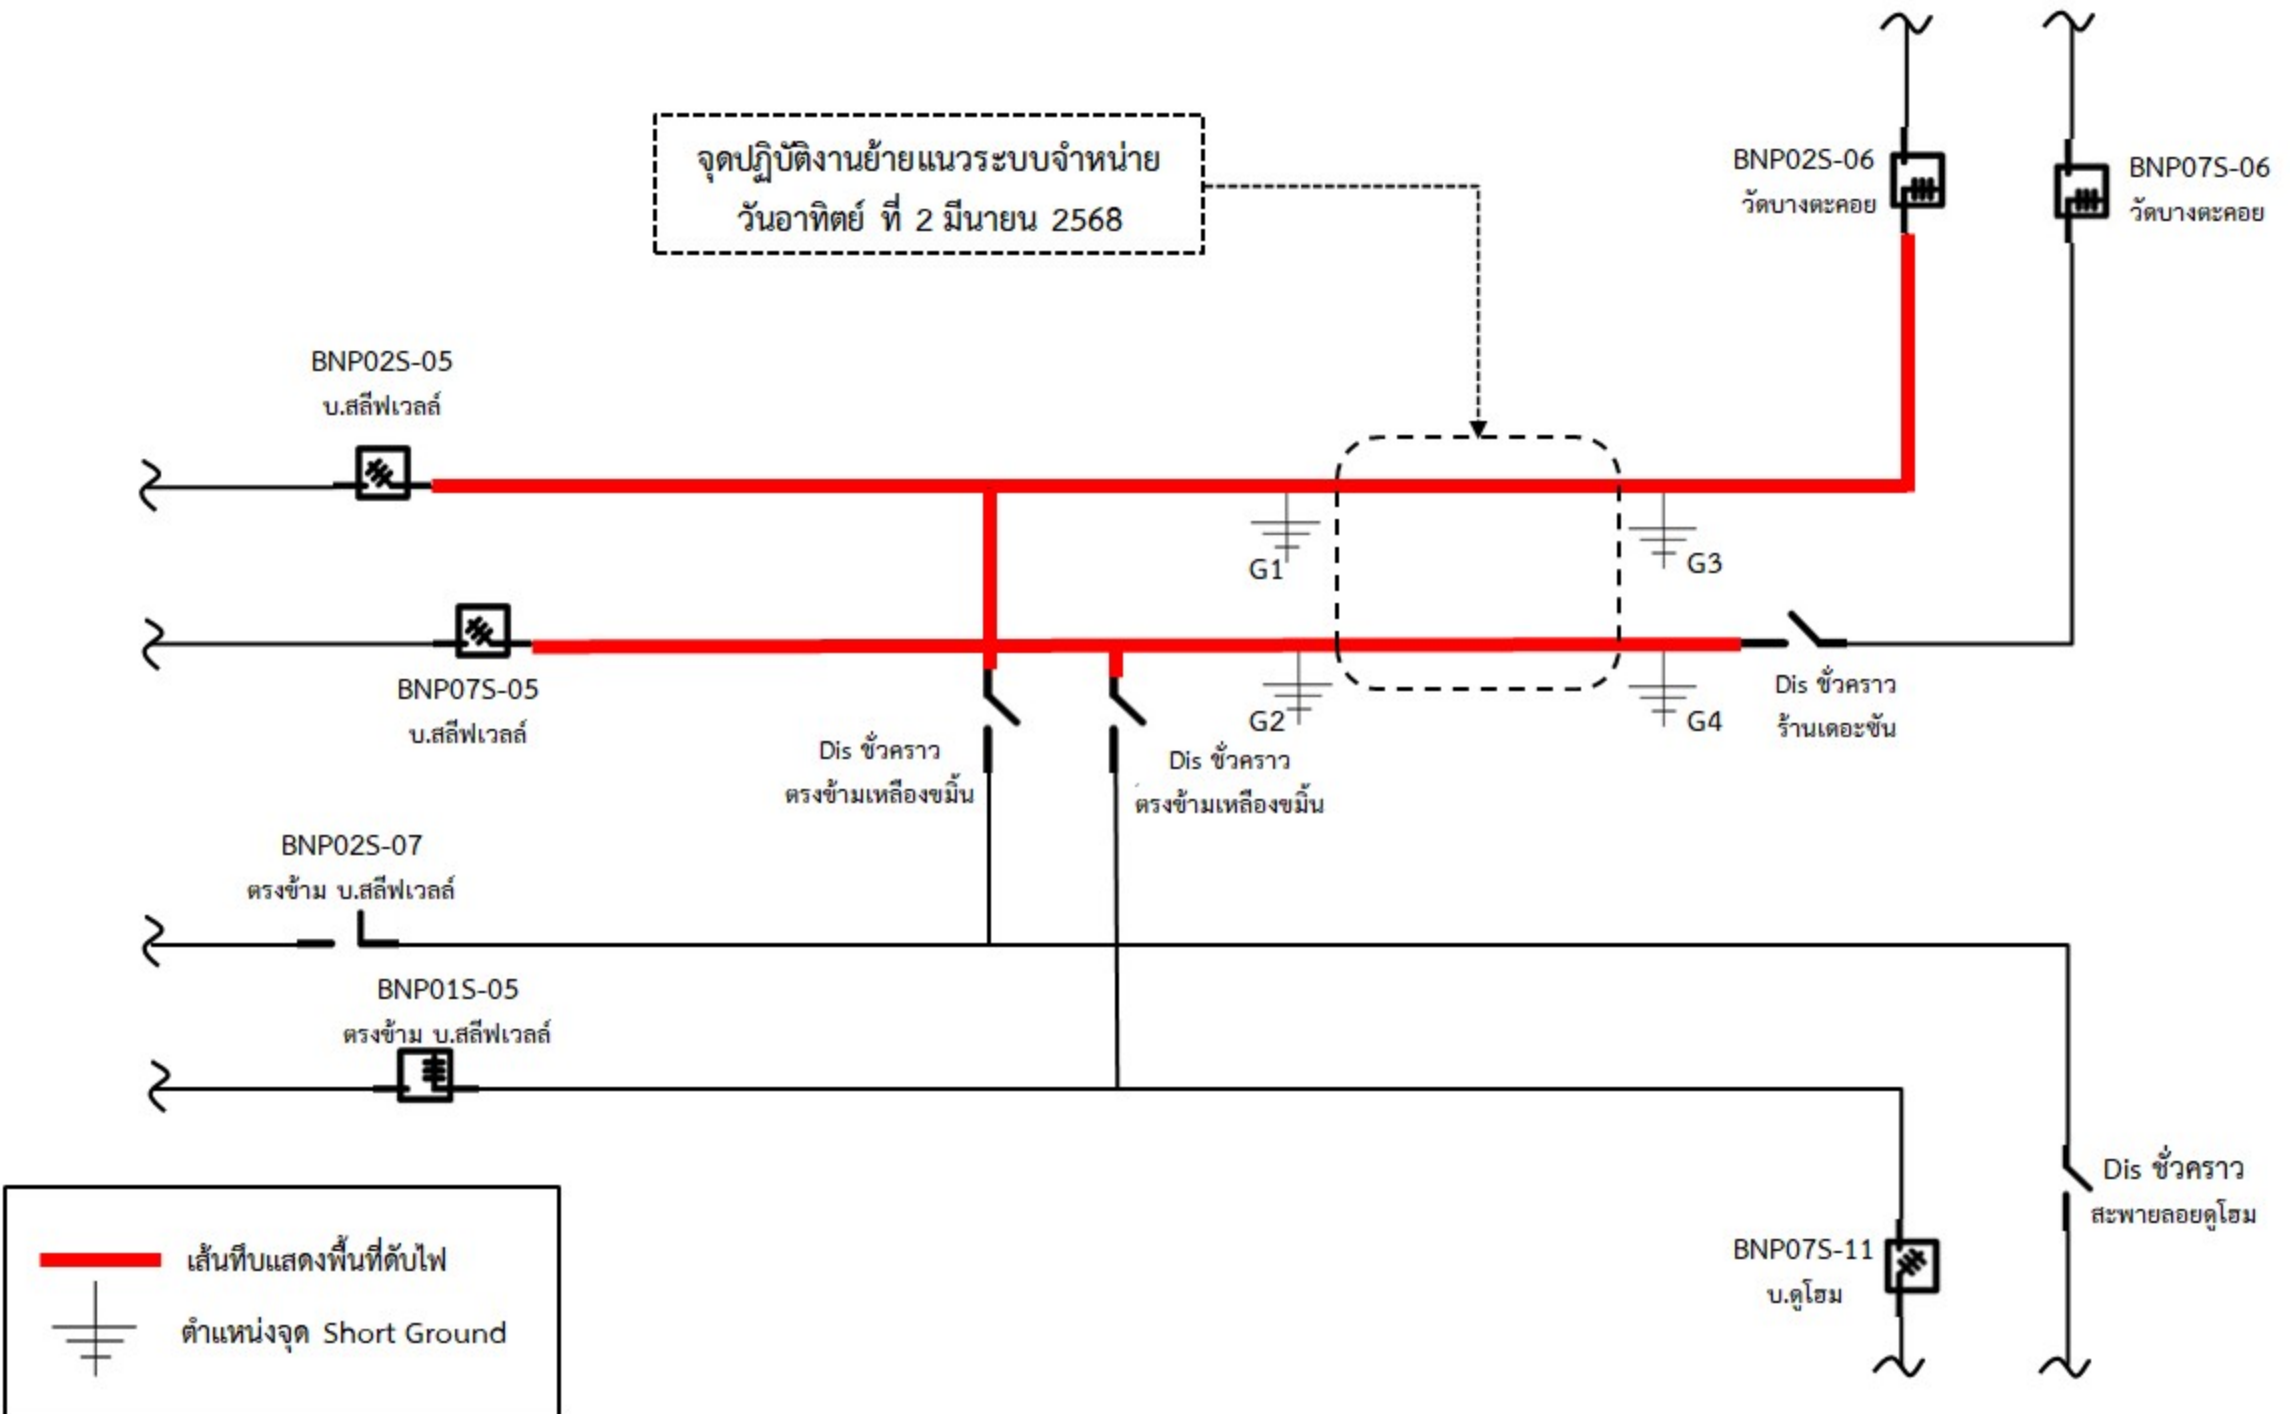 จุดปฏิบัติงานย้ายแนวระบบจำหน่าย
วันอาทิตย์ ที่ 2 มีนายน 2568
BNP02S-06
วัดบางตะคอย
BNP07S-06
วัดบางตะคอย
BNP02S-05
บ.สลีฟเวลล์
G1
G3
BNP07S-05
บ.สลีฟเวลล์
G2
G4
Dis ชั่วคราว
ร้านเดอะซัน
Dis ชั่วคราว
ตรงข้ามเหลืองขมิ้น
Dis ชั่วคราว
ตรงข้ามเหลืองขมิ้น
BNP02S-07
ตรงข้าม บ.สลีฟเวลล์
BNP01S-05
ตรงข้าม บ.สลีฟเวลล์
Dis ชั่วคราว
สะพายลอยดูโฮม
BNP07S-11
บ.ดูโฮม
เส้นทึบแสดงพื้นที่ดับไฟ
ตำแหน่งจุด Short Ground